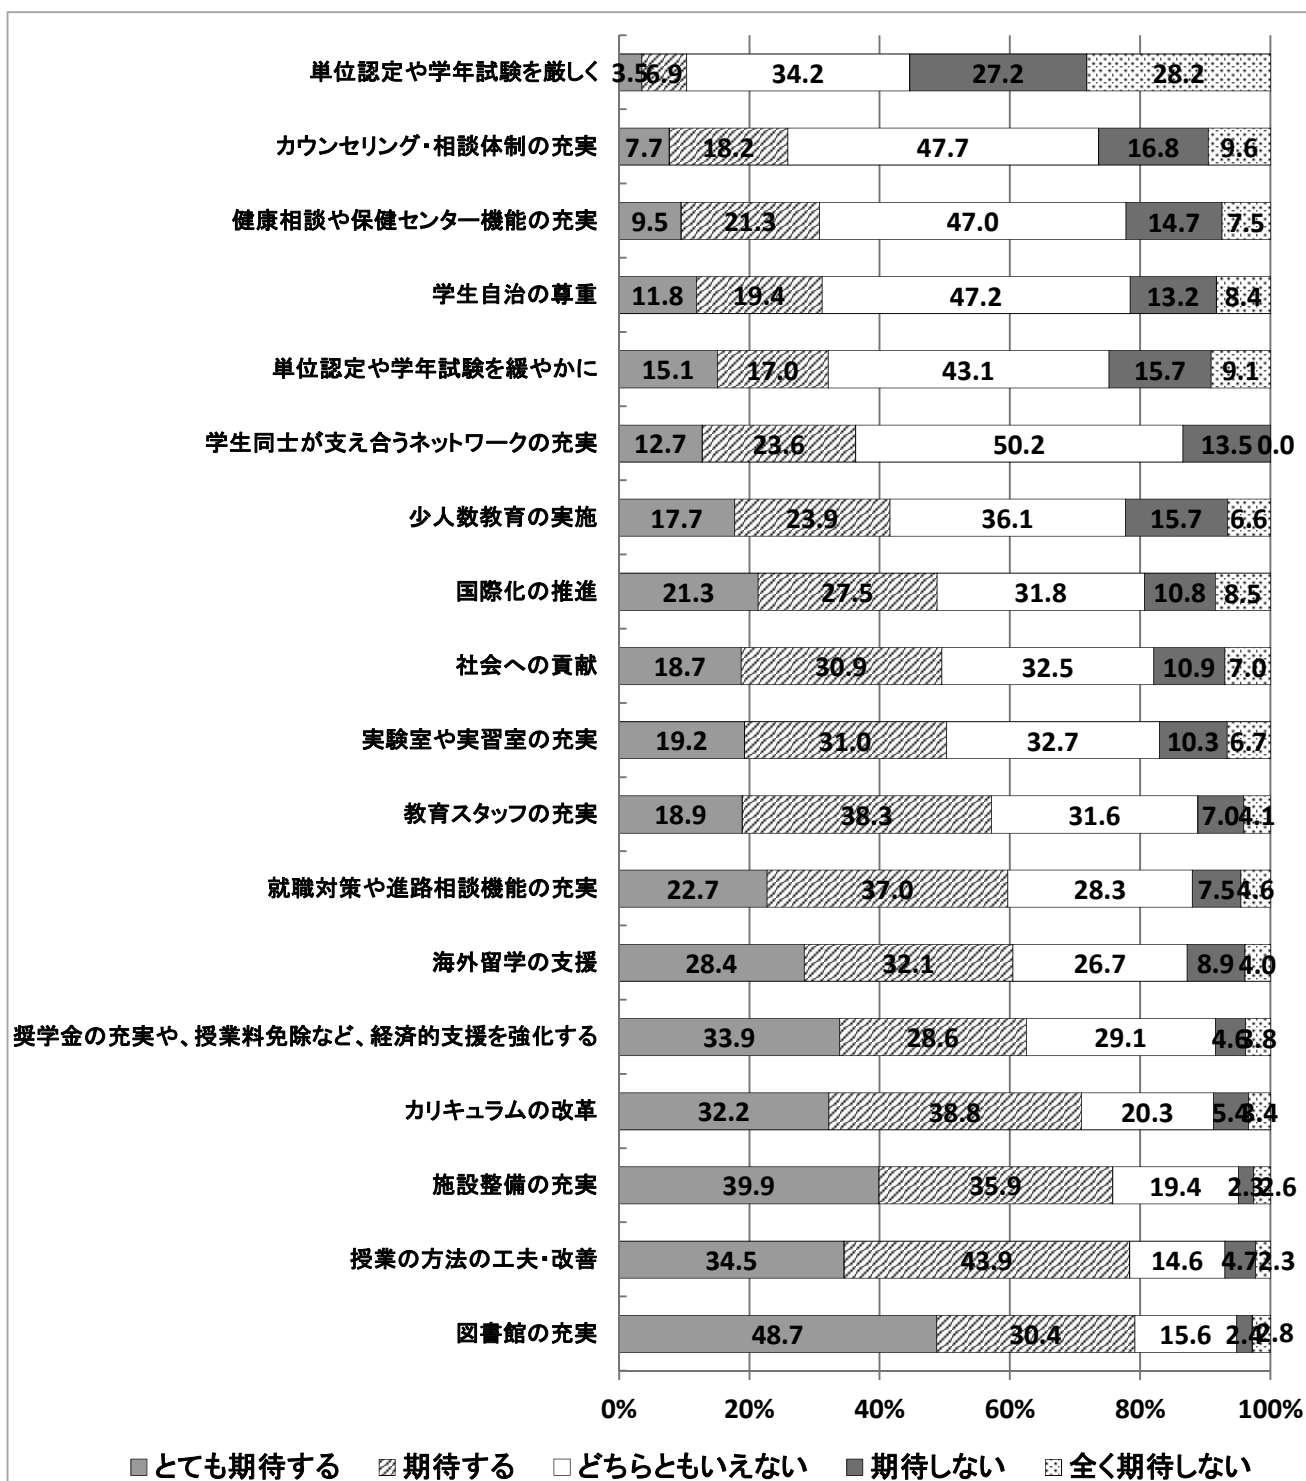 単位認定や学年試験を厳しく 3.5 6.9 34.2 27.2 28.2
カウンセリング・相談体制の充実 7.7 18.2 47.7 16.8 9.6
健康相談や保健センター機能の充実 9.5 21.3 47.0 14.7 7.5
学生自治の尊重 11.8 19.4 47.2 13.2 8.4
単位認定や学年試験を緩やかに 15.1 17.0 43.1 15.7 9.1
学生同士が支え合うネットワークの充実 12.7 23.6 50.2 13.5 0.0
少人数教育の実施 17.7 23.9 36.1 15.7 6.6
国際化の推進 21.3 27.5 31.8 10.8 8.5
社会への貢献 18.7 30.9 32.5 10.9 7.0
実験室や実習室の充実 19.2 31.0 32.7 10.3 6.7
教育スタッフの充実 18.9 38.3 31.6 7.0 4.1
就職対策や進路相談機能の充実 22.7 37.0 28.3 7.5 4.6
海外留学の支援 28.4 32.1 26.7 8.9 4.0
奨学金の充実や、授業料免除など、経済的支援を強化する 33.9 28.6 29.1 4.6 3.8
カリキュラムの改革 32.2 38.8 20.3 5.4 3.4
施設整備の充実 39.9 35.9 19.4 2.3 2.6
授業の方法の工夫・改善 34.5 43.9 14.6 4.7 2.3
図書館の充実 48.7 30.4 15.6 2.4 2.8
0% 20% 40% 60% 80% 100%
とても期待する 期待する どちらともいえない 期待しない 全く期待しない